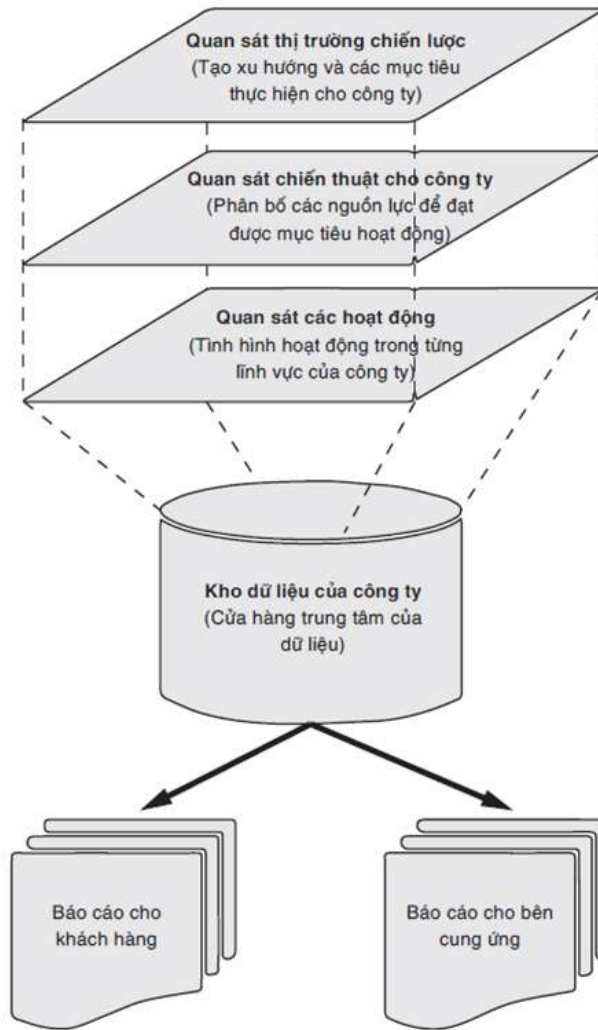 Quan sát thị trường chiến lược
(Tạo xu hướng và các mục tiêu
thực hiện cho công ty)
Quan sát chiến thuật cho công ty
(Phân bố các nguồn lực để đạt
được mục tiêu hoạt động)
Quan sát các hoạt động
(Tình hình hoạt động trong từng
lĩnh vực của công ty)
Kho dữ liệu của công ty
(Cửa hàng trung tâm của
dữ liệu)
Báo cáo cho
khách hàng
Báo cáo cho bên
cung ứng